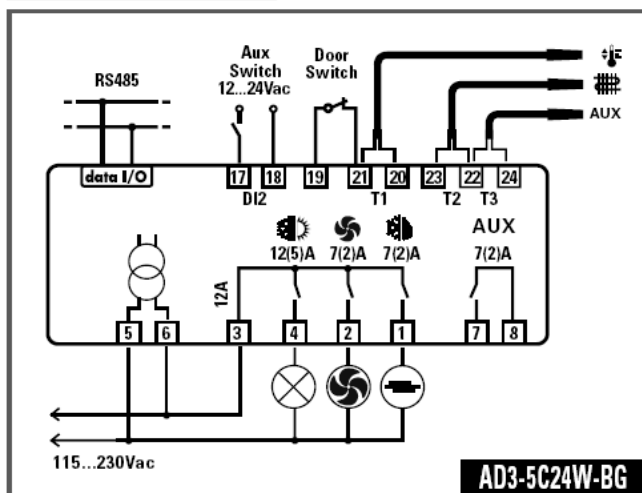 RS485
Aux
Switch
12...24Vac
Door
Switch
AUX
data I/O
17 18 19 21 20 23 22 24
DI2 T1 T2 T3
12(5)A 7(2)A 7(2)A
AUX
7(2)A
12A
5 6 3 4 2 1 7 8
115...230Vac
AD3-5C24W-BG